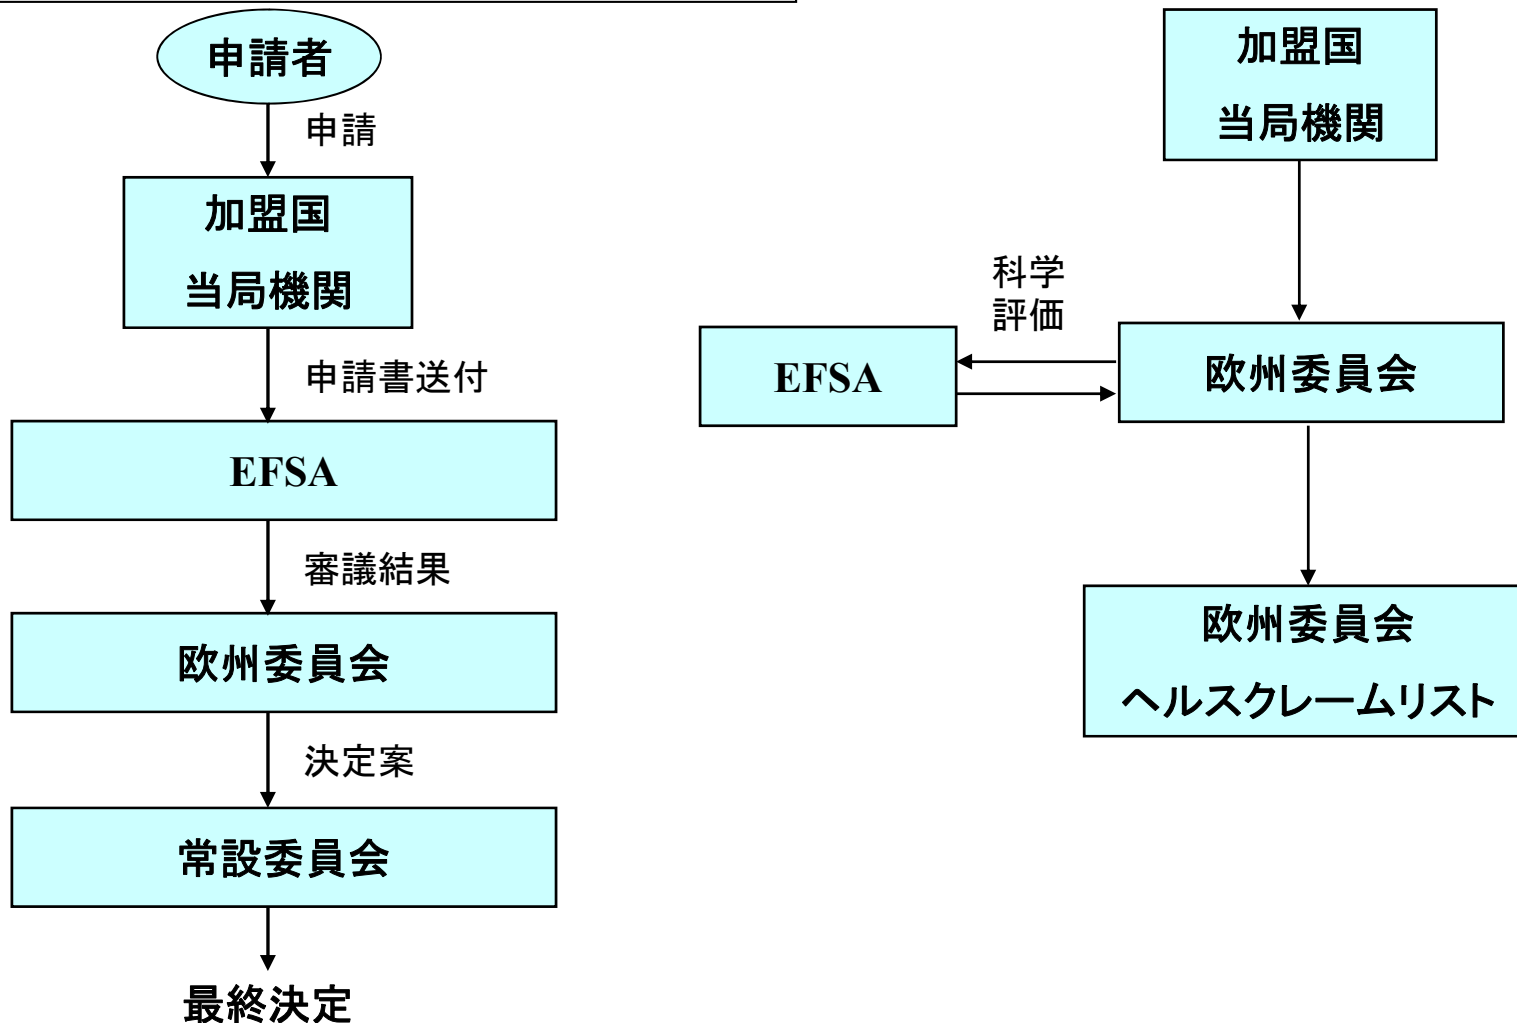 申請者
申請
加盟国
当局機関
申請書送付
EFSA
審議結果
欧州委員会
決定案
常設委員会
最終決定
加盟国
当局機関
科学
評価
EFSA
欧州委員会
欧州委員会
ヘルスクレームリスト